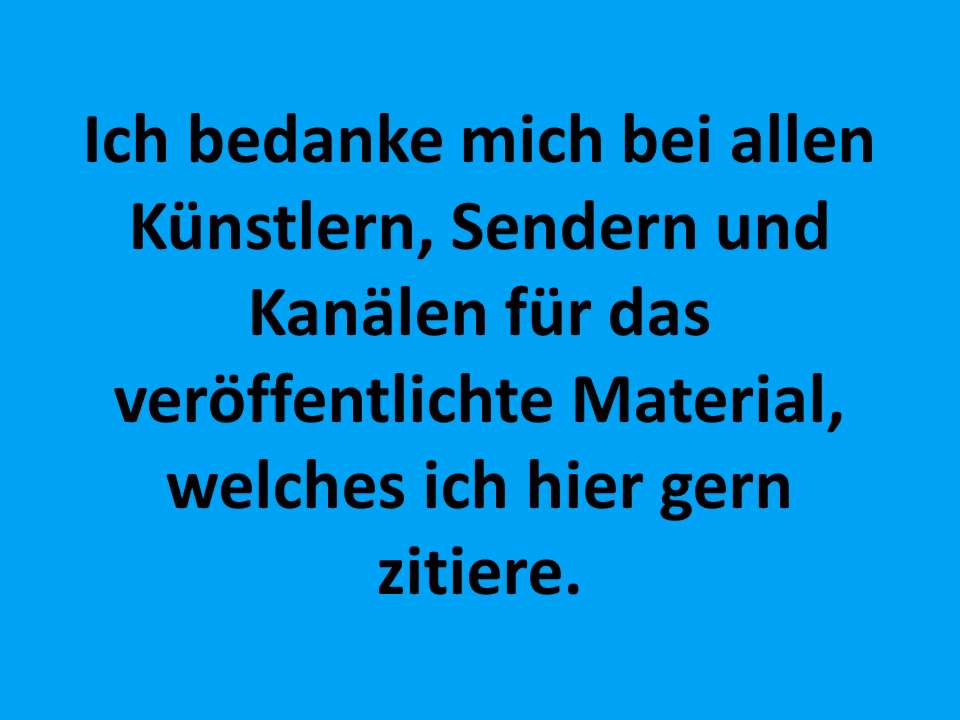 Ich bedanke mich bei allen
Künstlern, Sendern und
Kanälen für das
veröffentlichte Material,
welches ich hier gern
zitiere.